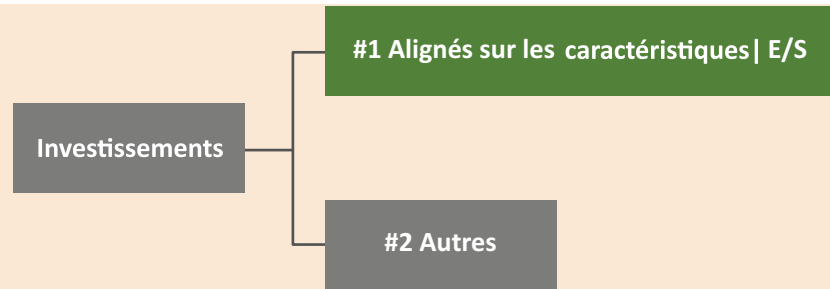 #1 Alignés sur les caractéristiques| E/S
Investissements
#2 Autres